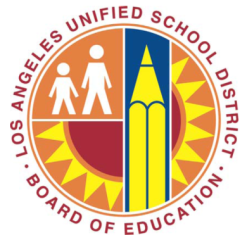 LOS ANGELES UNIFIED SCHOOL DISTRICT
BOARD OF EDUCATION